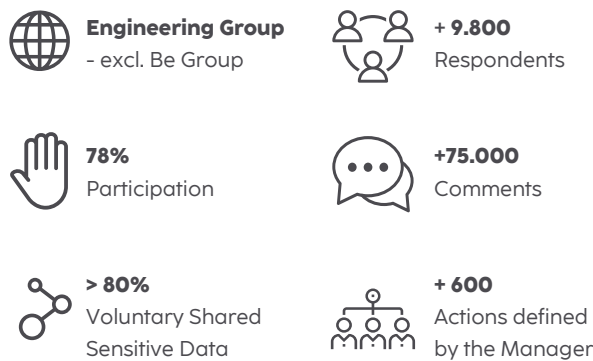 Engineering Group
- excl. Be Group
+ 9.800
Respondents
78%
Participation
+75.000
Comments
> 80%
Voluntary Shared
Sensitive Data
+ 600
Actions defined
by the Manager